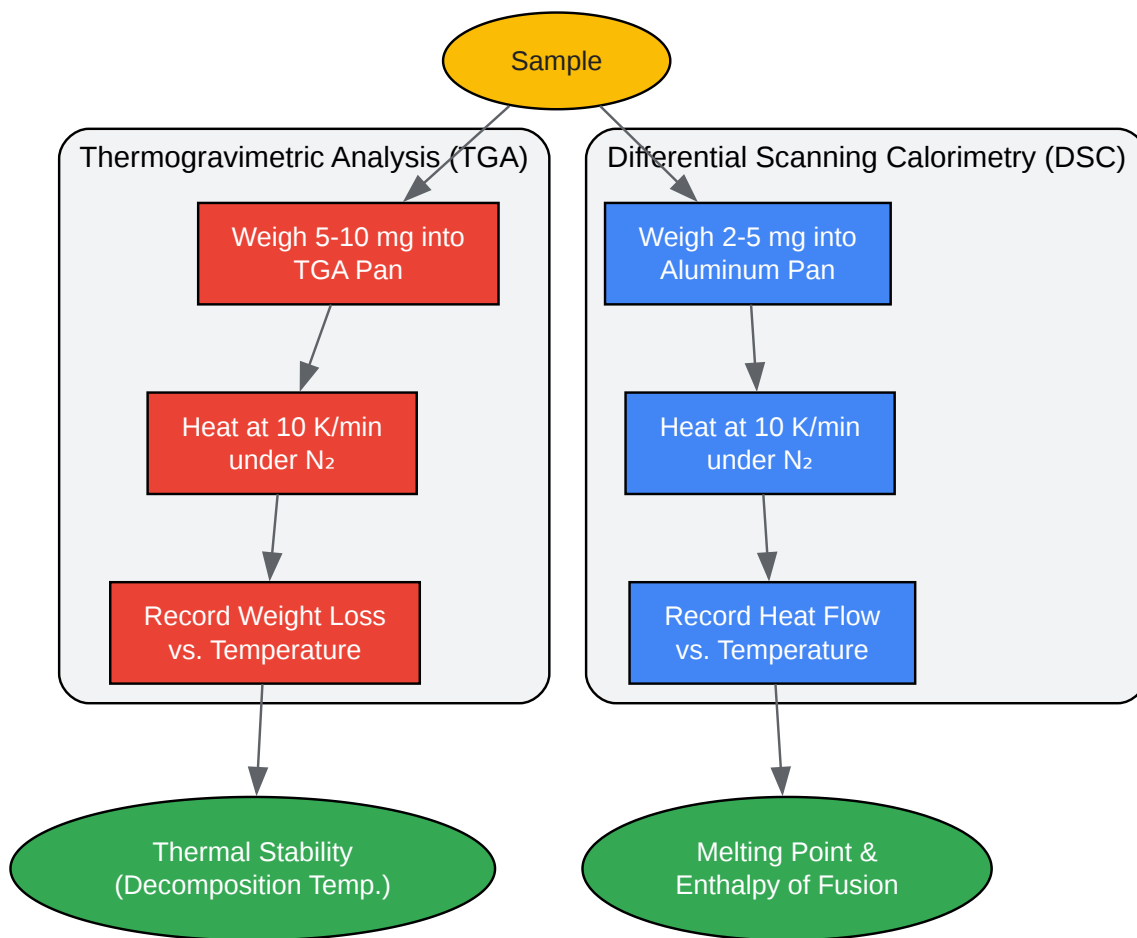 Sample
Thermogravimetric Analysis (TGA)
Weigh 5-10 mg into
TGA Pan
Heat at 10 K/min
under N₂
Record Weight Loss
vs. Temperature
Thermal Stability
(Decomposition Temp.)
Differential Scanning Calorimetry (DSC)
Weigh 2-5 mg into
Aluminum Pan
Heat at 10 K/min
under N₂
Record Heat Flow
vs. Temperature
Melting Point &
Enthalpy of Fusion